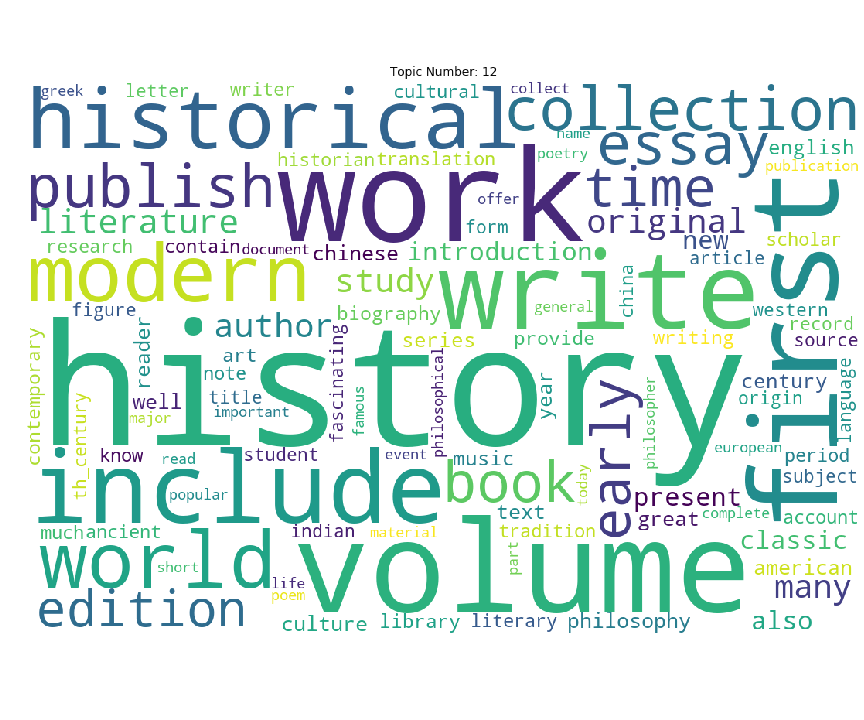 Topic Number: 12
greek
letter
writer
cultural
collect
historical
collection
name
essay
english
historian
translation
poetry
publication
publish
work
offer
time
first
literature
form
original
new
scholar
research
contain
document
chinese
introduction
article
modern
study
write
china
figure
biography
general
western
record
author
series
provide
writing
source
contemporary
reader
art
note
fascinating
philosophical
history
year
century
title
famous
early
philosopher
origin
language
well
important
major
th_century
know
read
student
event
music
european
period
include
popular
book
today
present
subject
text
great
complete
account
much
ancient
indian
material
tradition
classic
world
short
volume
part
american
life
poem
many
edition
culture
library
literary
philosophy
also